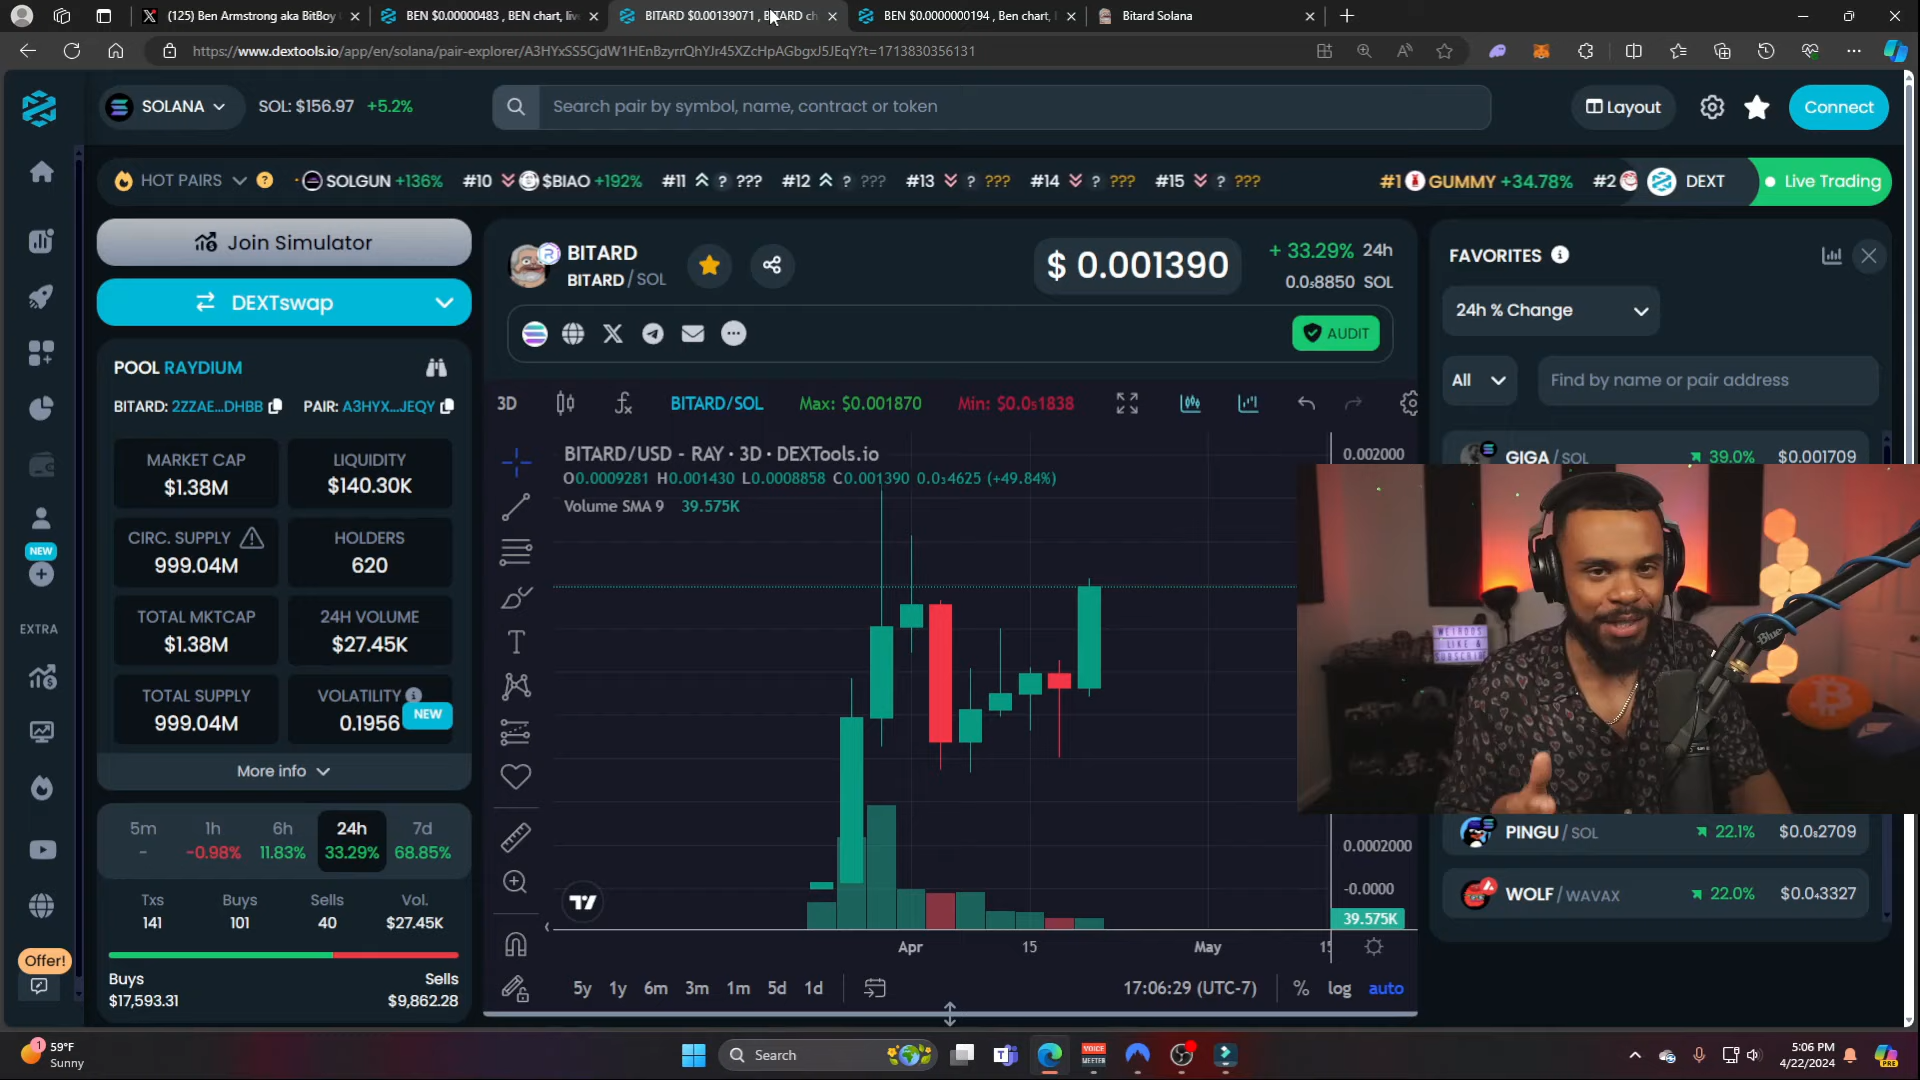 (125) Ben Armstrong aka BitBoy
BEN $0.00000483 , BEN chart, liv
BITARD $0.00139071 , BITARD ch
BEN $0.0000000194 , Ben chart,
Bitard Solana
https://www.dextools.io/app/en/solana/pair-explorer/A3HYxSS5CjdW1HEnBzyrrQhYJr45XZcHpAGbgxJ5JEqY?t=1713830356131
SOLANA
SOL: $156.97 +5.2%
Search pair by symbol, name, contract or token
Layout
Connect
HOT PAIRS
SOLGUN +136%
#10 $BIAO +192%
#11 ? ???
#12 ? ???
#13 ? ???
#14 ? ???
#15 ? ???
#1 GUMMY +34.78%
#2
DEXT
Live Trading
Join Simulator
DEXTswap
BITARD
BITARD / SOL
$ 0.001390
+ 33.29% 24h
0.0₅8850 SOL
AUDIT
FAVORITES
24h % Change
All
Find by name or pair address
GIGA / SOL 39.0% $0.001709
PINGU / SOL 22.1% $0.0₈2709
WOLF / WAVAX 22.0% $0.0₄3327
POOL RAYDIUM
BITARD: 2ZZAE...DHBB PAIR: A3HYX...JEQY
MARKET CAP
$1.38M
LIQUIDITY
$140.30K
CIRC. SUPPLY
999.04M
HOLDERS
620
TOTAL MKTCAP
$1.38M
24H VOLUME
$27.45K
TOTAL SUPPLY
999.04M
VOLATILITY
0.1956
NEW
More info
5m 1h 6h 24h 7d
- -0.98% 11.83% 33.29% 68.85%
Txs Buys Sells Vol.
141 101 40 $27.45K
Buys Sells
$17,593.31 $9,862.28
NEW
EXTRA
Offer!
3D
BITARD/SOL
Max: $0.001870
Min: $0.0₅1838
BITARD/USD - RAY · 3D · DEXTools.io
O0.0009281 H0.001430 L0.0008858 C0.001390 0.0₃4625 (+49.84%)
Volume SMA 9 39.575K
0.002000
0.0002000
-0.0000
39.575K
Apr 15 May 15
5y 1y 6m 3m 1m 5d 1d
17:06:29 (UTC-7)
% log auto
WEIRDOS
LIKE &
SUBSCRIBE
Blue
1
59°F
Sunny
Search
VOICE
MEETER
5:06 PM
4/22/2024
PRE